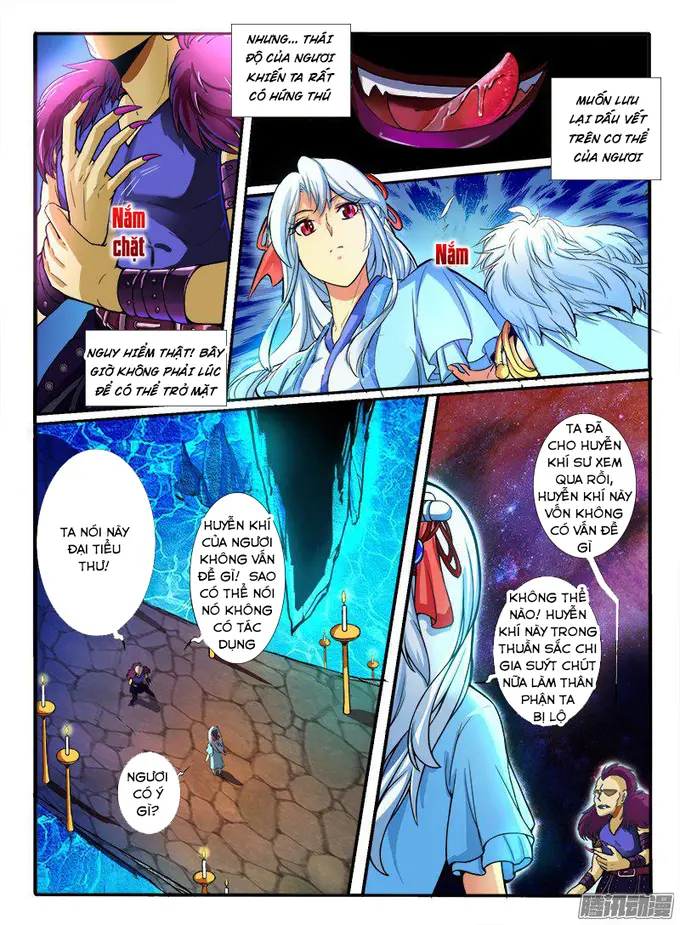 NHƯNG... THÁI
ĐỘ CỦA NGƯƠI
KHIẾN TA RẤT
CÓ HỨNG THÚ
MUỐN LƯU
LẠI DẤU VẾT
TRÊN CƠ THỂ
CỦA NGƯƠI
Nắm
chặt
Nắm
NGUY HIỂM THẬT! BÂY
GIỜ KHÔNG PHẢI LÚC
ĐỂ CÓ THỂ TRỞ MẶT
TA NÓI NÀY
ĐẠI TIỂU
THƯ!
HUYỄN KHÍ
CỦA NGƯƠI
KHÔNG VẤN
ĐỀ GÌ! SAO
CÓ THỂ NÓI
NÓ KHÔNG
CÓ TÁC
DỤNG
NGƯƠI
CÓ Ý
GÌ?
TA ĐÃ
CHO HUYỄN
KHÍ SƯ XEM
QUA RỒI,
HUYỄN KHÍ NÀY
VỐN KHÔNG
CÓ VẤN ĐỀ
GÌ
KHÔNG THỂ
NÀO! HUYỄN
KHÍ NÀY TRONG
THUẦN SẮC CHI
GIA SUÝT CHÚT
NỮA LÀM THÂN
PHẬN TA
BỊ LỘ
腾讯动漫